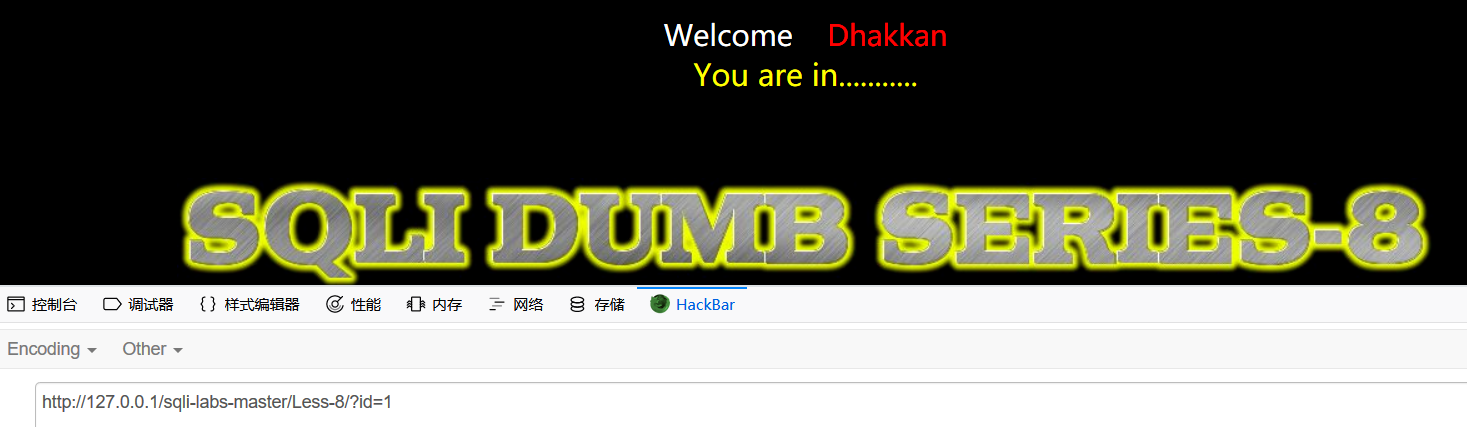 Welcome Dhakkan
You are in...........
SQLI DUMB SERIES-8
控制台 调试器 {} 样式编辑器 性能 内存 网络 存储 HackBar
Encoding Other
http://127.0.0.1/sqli-labs-master/Less-8/?id=1